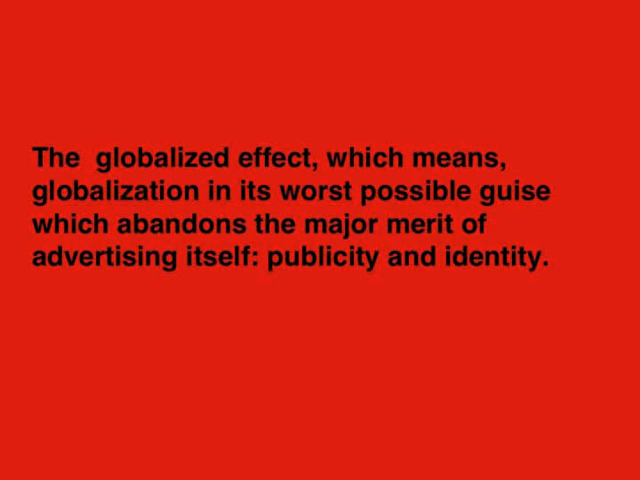 The  globalized effect, which means,
globalization in its worst possible guise
which abandons the major merit of
advertising itself: publicity and identity.